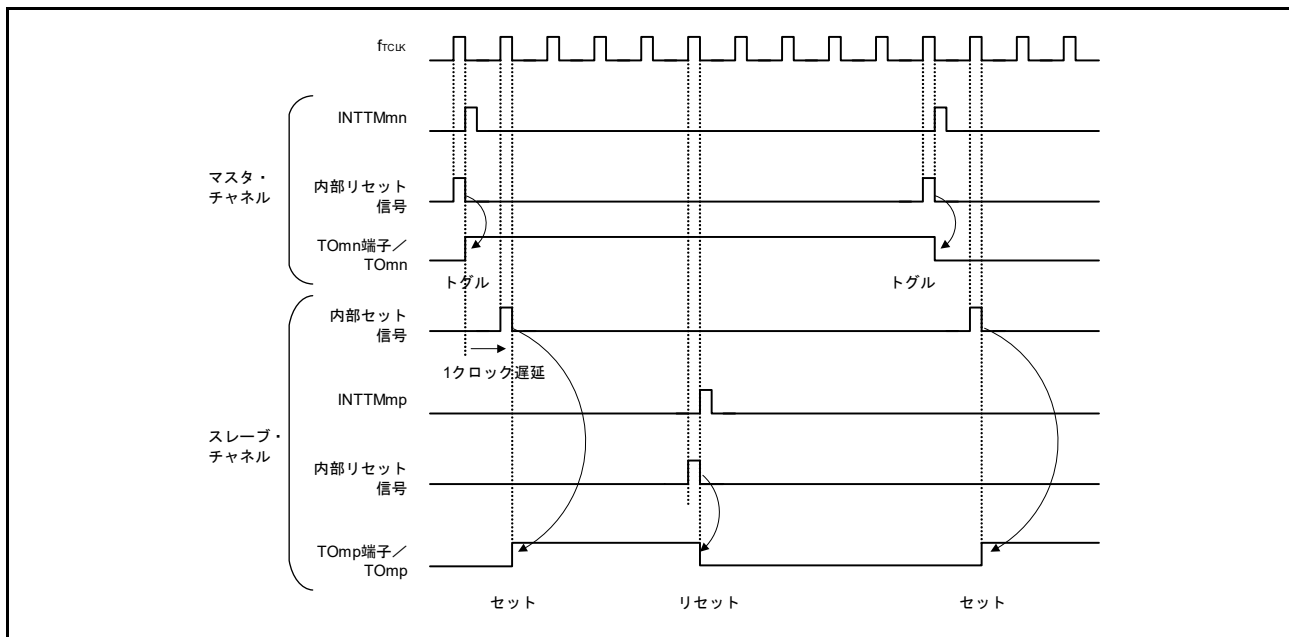 fTCLK
INTTMmn
マスタ・
チャネル
内部リセット
信号
TOmn端子／
TOmn
トグル
トグル
内部セット
信号
1クロック遅延
INTTMmp
スレーブ・
チャネル
内部リセット
信号
TOmp端子／
TOmp
セット
リセット
セット